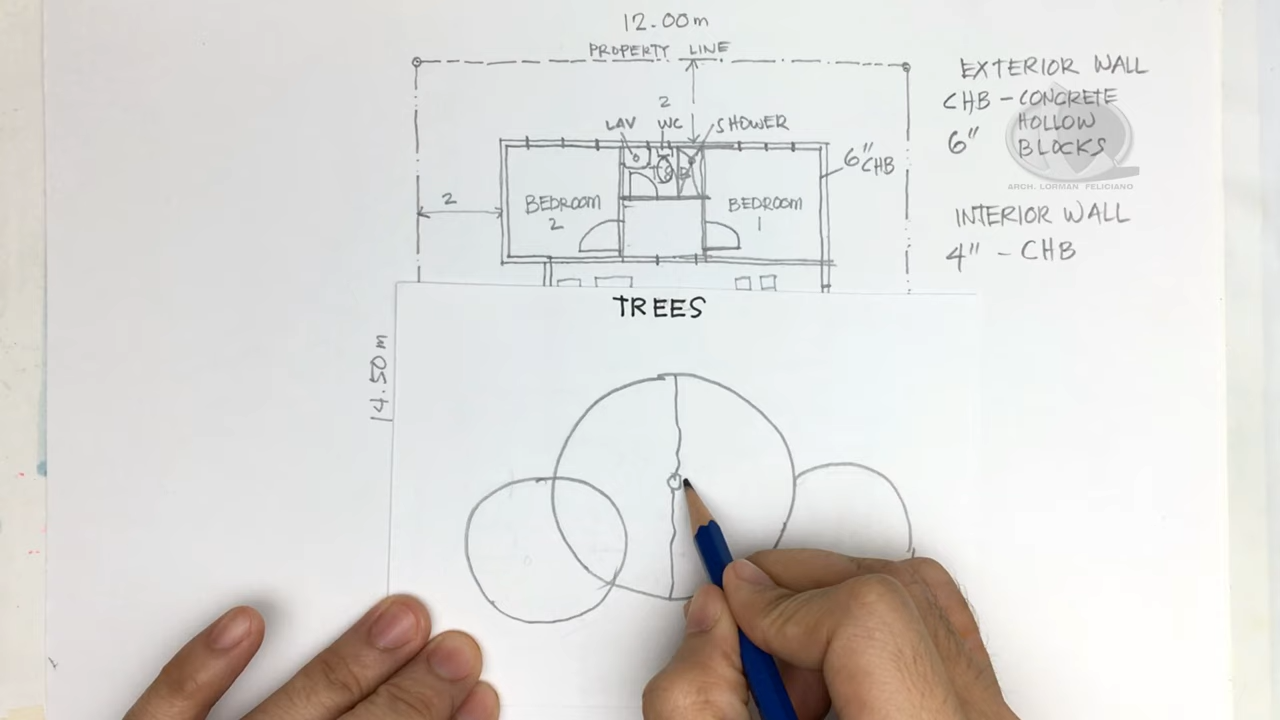 12.00m
PROPERTY LINE
2
LAV WC SHOWER
T&B
6" CHB
2
BEDROOM 2
BEDROOM 1
EXTERIOR WALL
CHB - CONCRETE
HOLLOW
6" BLOCKS
ARCH. LORMAN FELICIANO
INTERIOR WALL
4" - CHB
14.50m
TREES